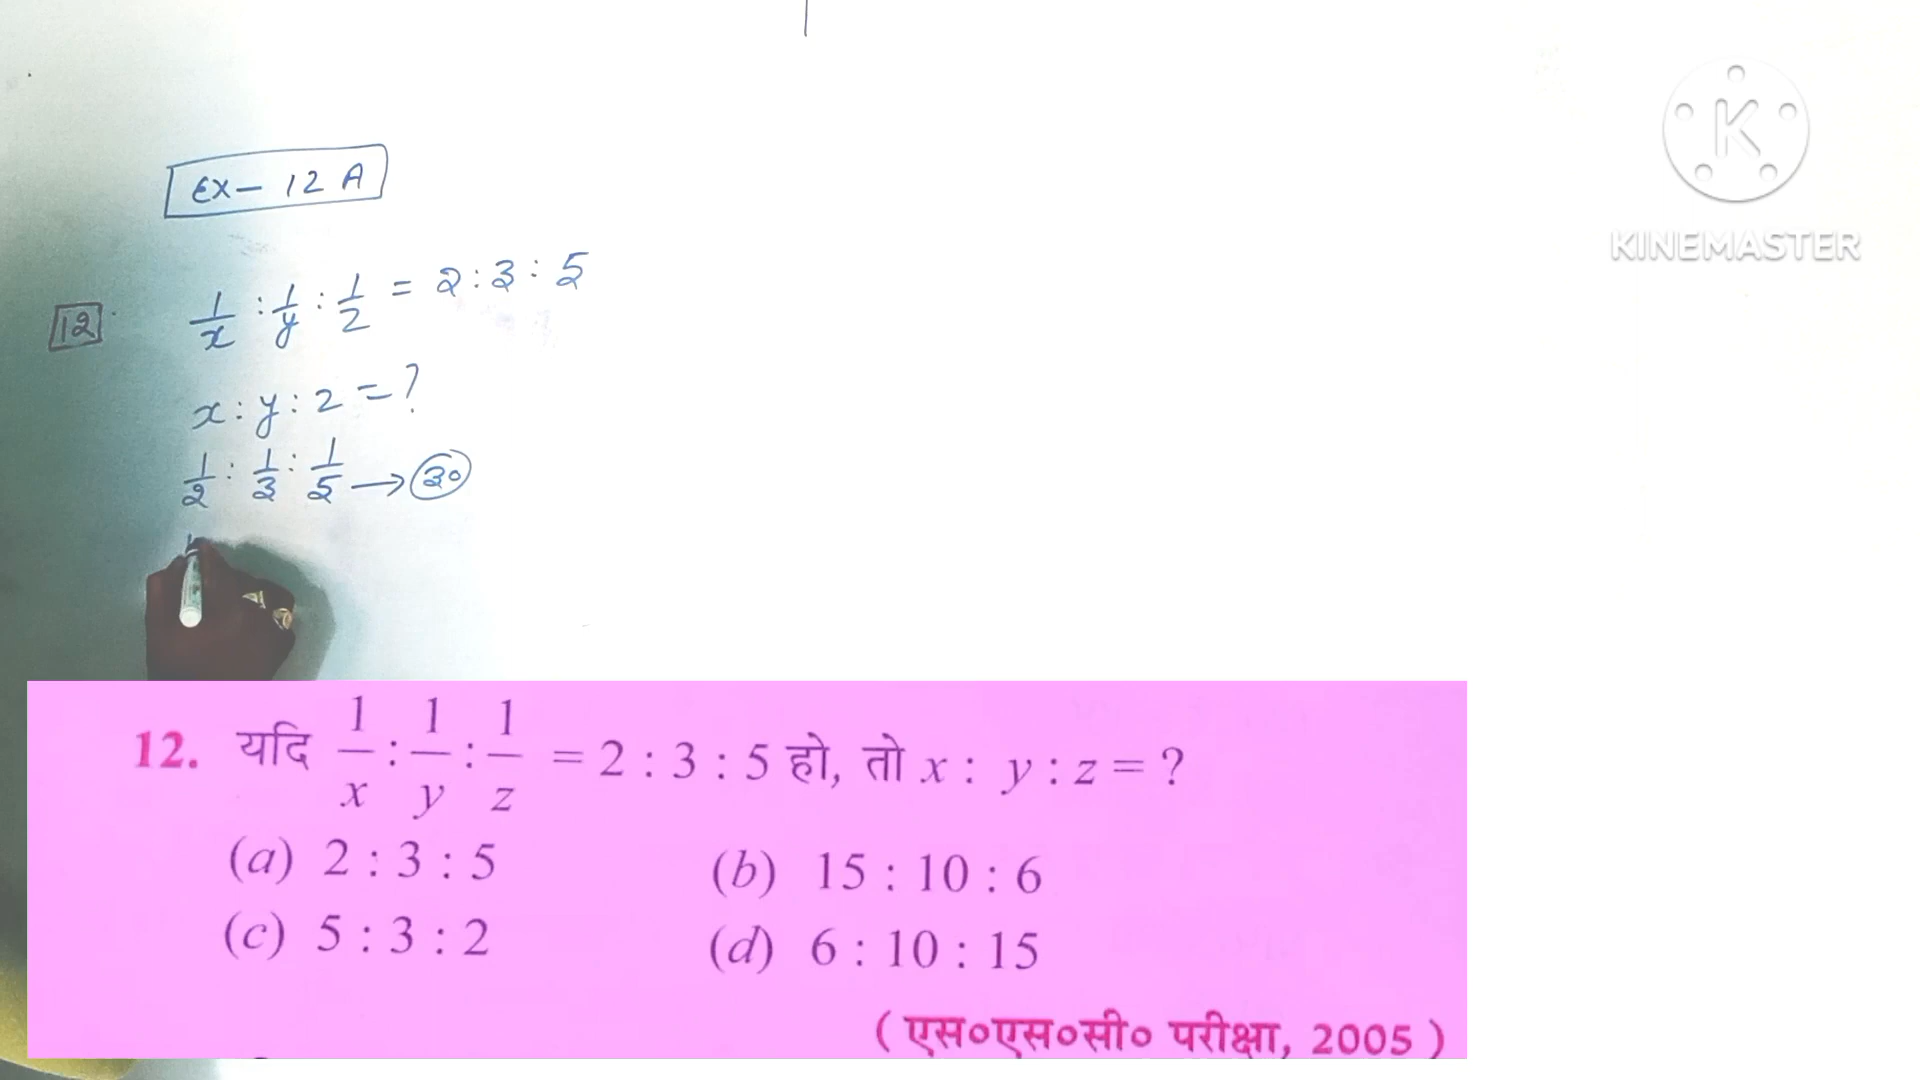 Ex - 12 A
KINEMASTER
12. 1/x : 1/y : 1/z = 2 : 3 : 5
x : y : z = ?
1/2 : 1/3 : 1/5 → 30
12. यदि 1/x : 1/y : 1/z = 2 : 3 : 5 हो, तो x : y : z = ?
(a) 2 : 3 : 5 (b) 15 : 10 : 6
(c) 5 : 3 : 2 (d) 6 : 10 : 15
( एस०एस०सी० परीक्षा, 2005 )